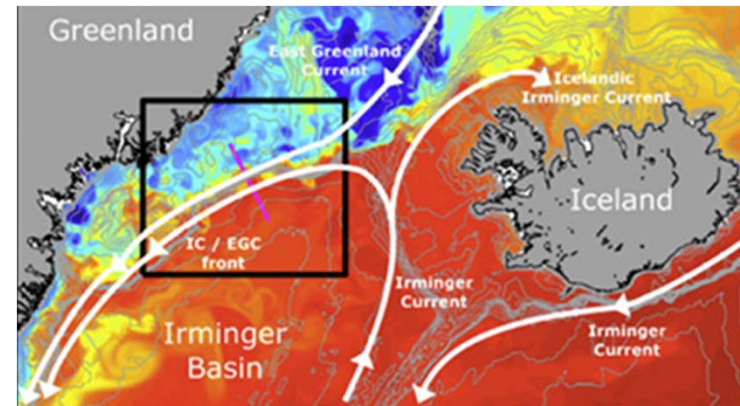 Greenland
East Greenland
Current
Icelandic
Irminger Current
Iceland
IC / EGC
front
Irminger
Current
Irminger
Basin
Irminger
Current